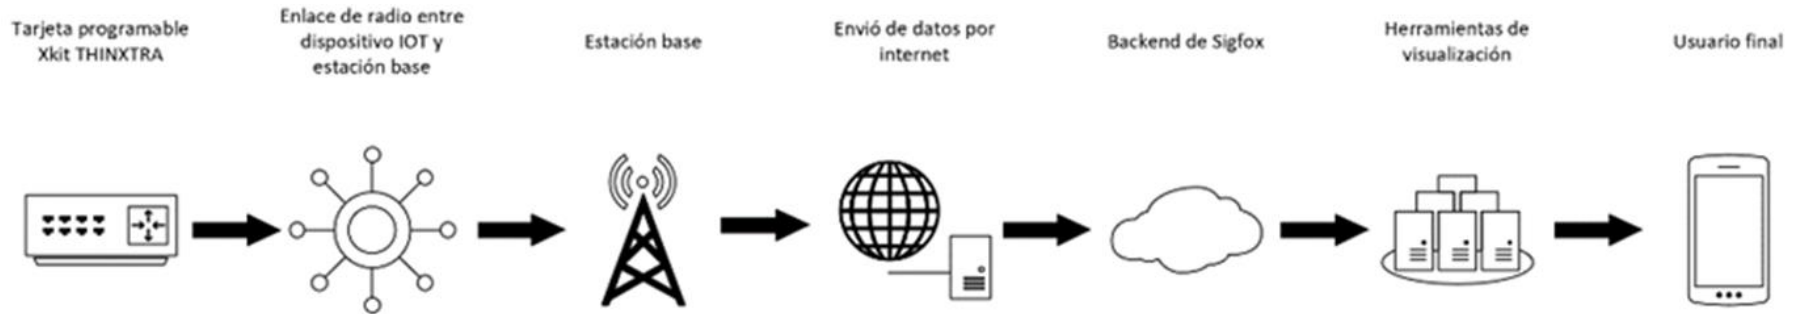 Tarjeta programable
Xkit THINXTRA
Enlace de radio entre
dispositivo IOT y
estación base
Estación base
Envió de datos por
internet
Backend de Sigfox
Herramientas de
visualización
Usuario final